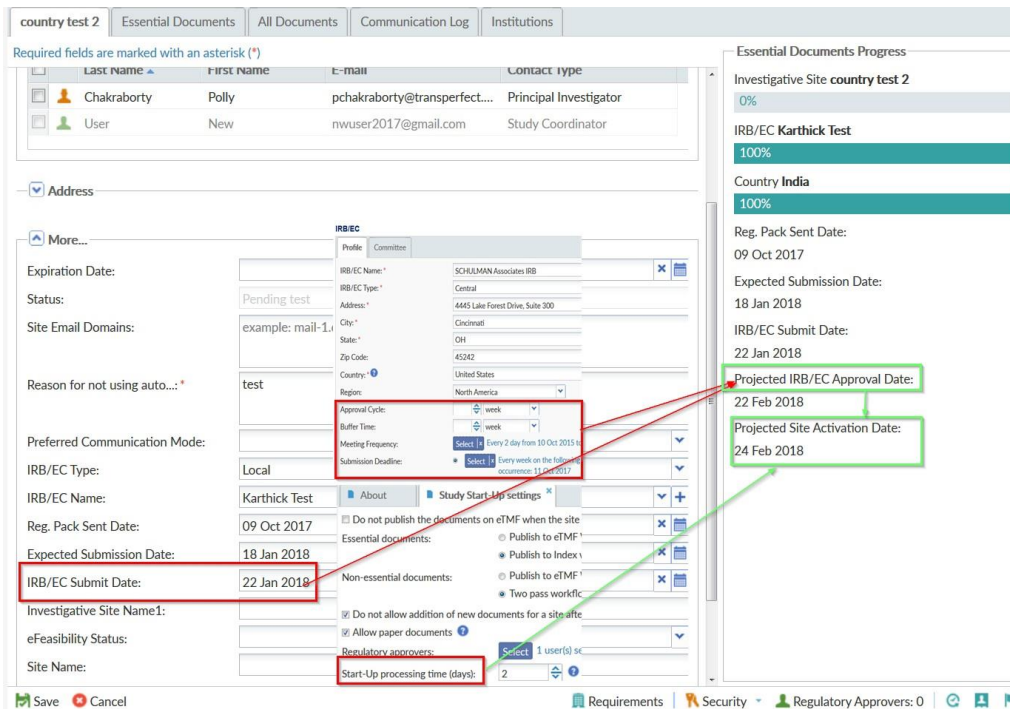 country test 2
Essential Documents
All Documents
Communication Log
Institutions
Required fields are marked with an asterisk (*)
Last Name
First Name
E-mail
Contact Type
Chakraborty
Polly
pchakraborty@transperfect....
Principal Investigator
User
New
nwuser2017@gmail.com
Study Coordinator
Address
More...
Expiration Date:
Status:
Pending test
Site Email Domains:
example: mail-1.
Reason for not using auto...: *
test
Preferred Communication Mode:
IRB/EC Type:
Local
IRB/EC Name:
Karthick Test
Reg. Pack Sent Date:
09 Oct 2017
Expected Submission Date:
18 Jan 2018
IRB/EC Submit Date:
22 Jan 2018
Investigative Site Name1:
eFeasibility Status:
Site Name:
IRB/EC
Profile
Committee
IRB/EC Name: *
SCHULMAN Associates IRB
IRB/EC Type: *
Central
Address: *
4445 Lake Forest Drive, Suite 300
City: *
Cincinnati
State: *
OH
Zip Code:
45242
Country: *
United States
Region:
North America
Approval Cycle:
week
Buffer Time:
week
Meeting Frequency:
Select x Every 2 day from 10 Oct 2015 to
Submission Deadline:
Select x Every week on the following
occurrence: 11 Oct 2017
About
Study Start-Up settings x
Do not publish the documents on eTMF when the site
Essential documents:
Publish to eTMF
Publish to Index
Non-essential documents:
Publish to eTMF
Two pass workflo
Do not allow addition of new documents for a site afte
Allow paper documents
Regulatory approvers:
Select
1 user(s) se
Start-Up processing time (days):
2
Essential Documents Progress
Investigative Site country test 2
0%
IRB/EC Karthick Test
100%
Country India
100%
Reg. Pack Sent Date:
09 Oct 2017
Expected Submission Date:
18 Jan 2018
IRB/EC Submit Date:
22 Jan 2018
Projected IRB/EC Approval Date:
22 Feb 2018
Projected Site Activation Date:
24 Feb 2018
Save
Cancel
Requirements
Security
Regulatory Approvers: 0